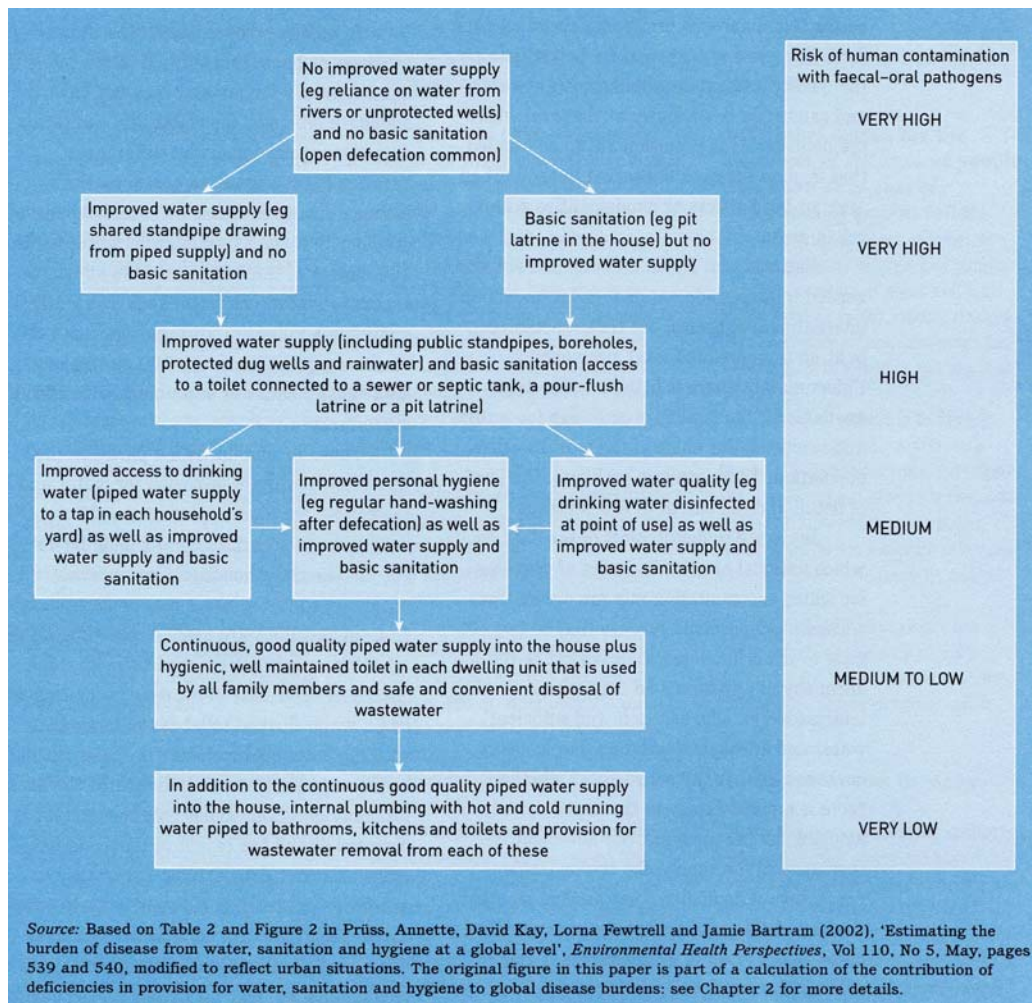 No improved water supply
(eg reliance on water from
rivers or unprotected wells)
and no basic sanitation
(open defecation common)
Risk of human contamination
with faecal–oral pathogens
VERY HIGH
Improved water supply (eg
shared standpipe drawing
from piped supply) and no
basic sanitation
Basic sanitation (eg pit
latrine in the house) but no
improved water supply
VERY HIGH
Improved water supply (including public standpipes, boreholes,
protected dug wells and rainwater) and basic sanitation (access
to a toilet connected to a sewer or septic tank, a pour-flush
latrine or a pit latrine)
HIGH
Improved access to drinking
water (piped water supply
to a tap in each household's
yard) as well as improved
water supply and basic
sanitation
Improved personal hygiene
(eg regular hand-washing
after defecation) as well as
improved water supply and
basic sanitation
Improved water quality (eg
drinking water disinfected
at point of use) as well as
improved water supply and
basic sanitation
MEDIUM
Continuous, good quality piped water supply into the house plus
hygienic, well maintained toilet in each dwelling unit that is used
by all family members and safe and convenient disposal of
wastewater
MEDIUM TO LOW
In addition to the continuous good quality piped water supply
into the house, internal plumbing with hot and cold running
water piped to bathrooms, kitchens and toilets and provision for
wastewater removal from each of these
VERY LOW
Source: Based on Table 2 and Figure 2 in Prüss, Annette, David Kay, Lorna Fewtrell and Jamie Bartram (2002), 'Estimating the
burden of disease from water, sanitation and hygiene at a global level', Environmental Health Perspectives, Vol 110, No 5, May, pages
539 and 540, modified to reflect urban situations. The original figure in this paper is part of a calculation of the contribution of
deficiencies in provision for water, sanitation and hygiene to global disease burdens: see Chapter 2 for more details.